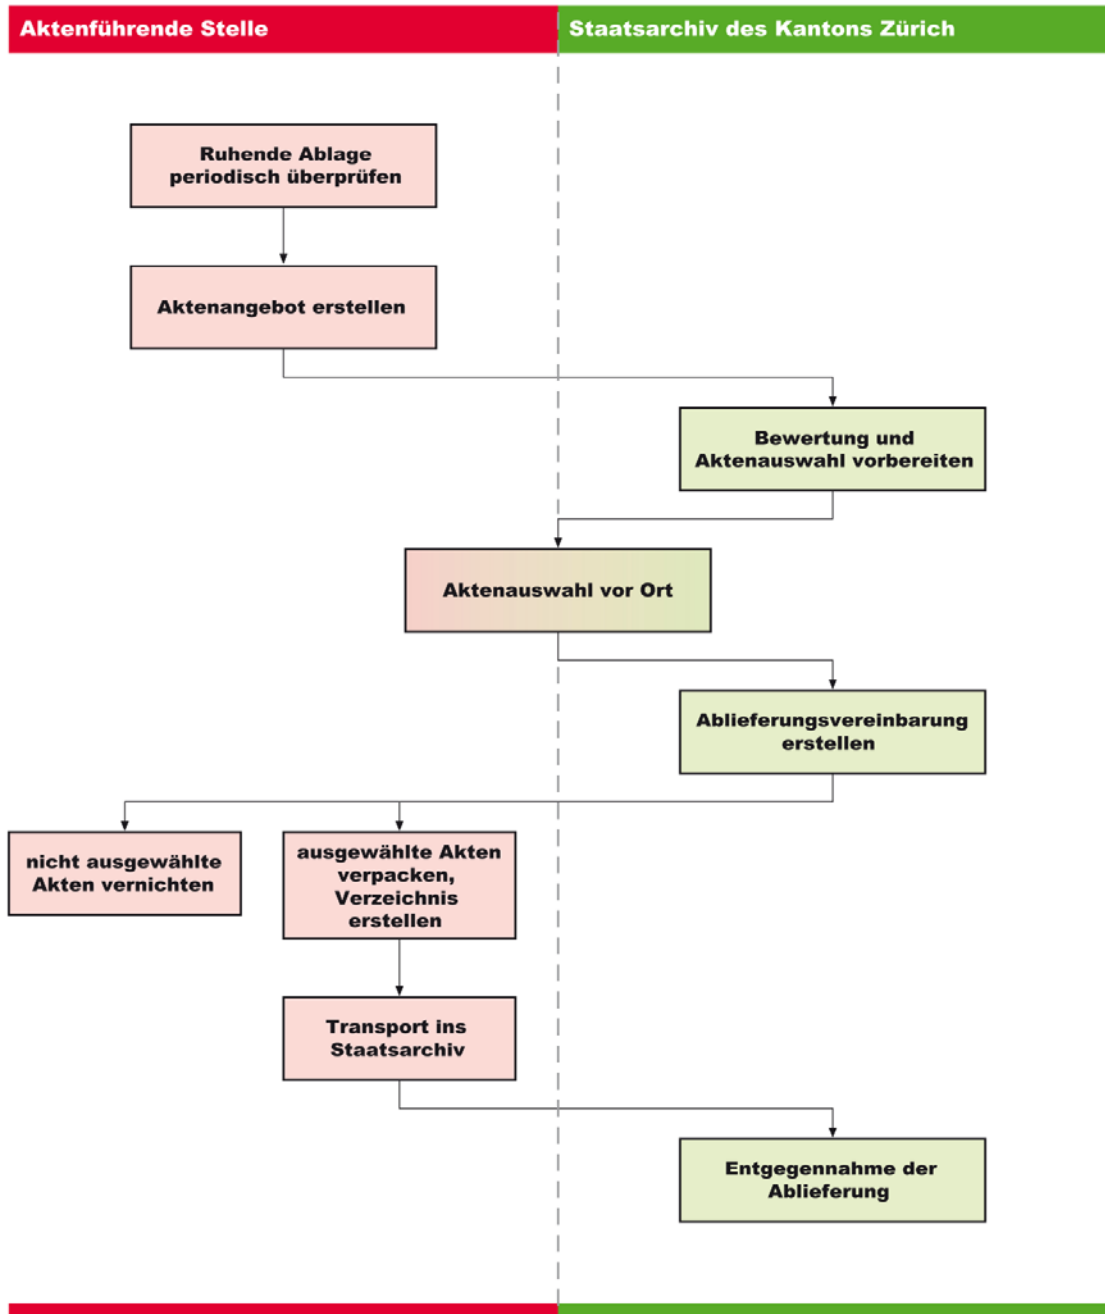 Aktenführende Stelle
Staatsarchiv des Kantons Zürich
Ruhende Ablage
periodisch überprüfen
Aktenangebot erstellen
Bewertung und
Aktenauswahl vorbereiten
Aktenauswahl vor Ort
Ablieferungsvereinbarung
erstellen
nicht ausgewählte
Akten vernichten
ausgewählte Akten
verpacken,
Verzeichnis
erstellen
Transport ins
Staatsarchiv
Entgegennahme der
Ablieferung